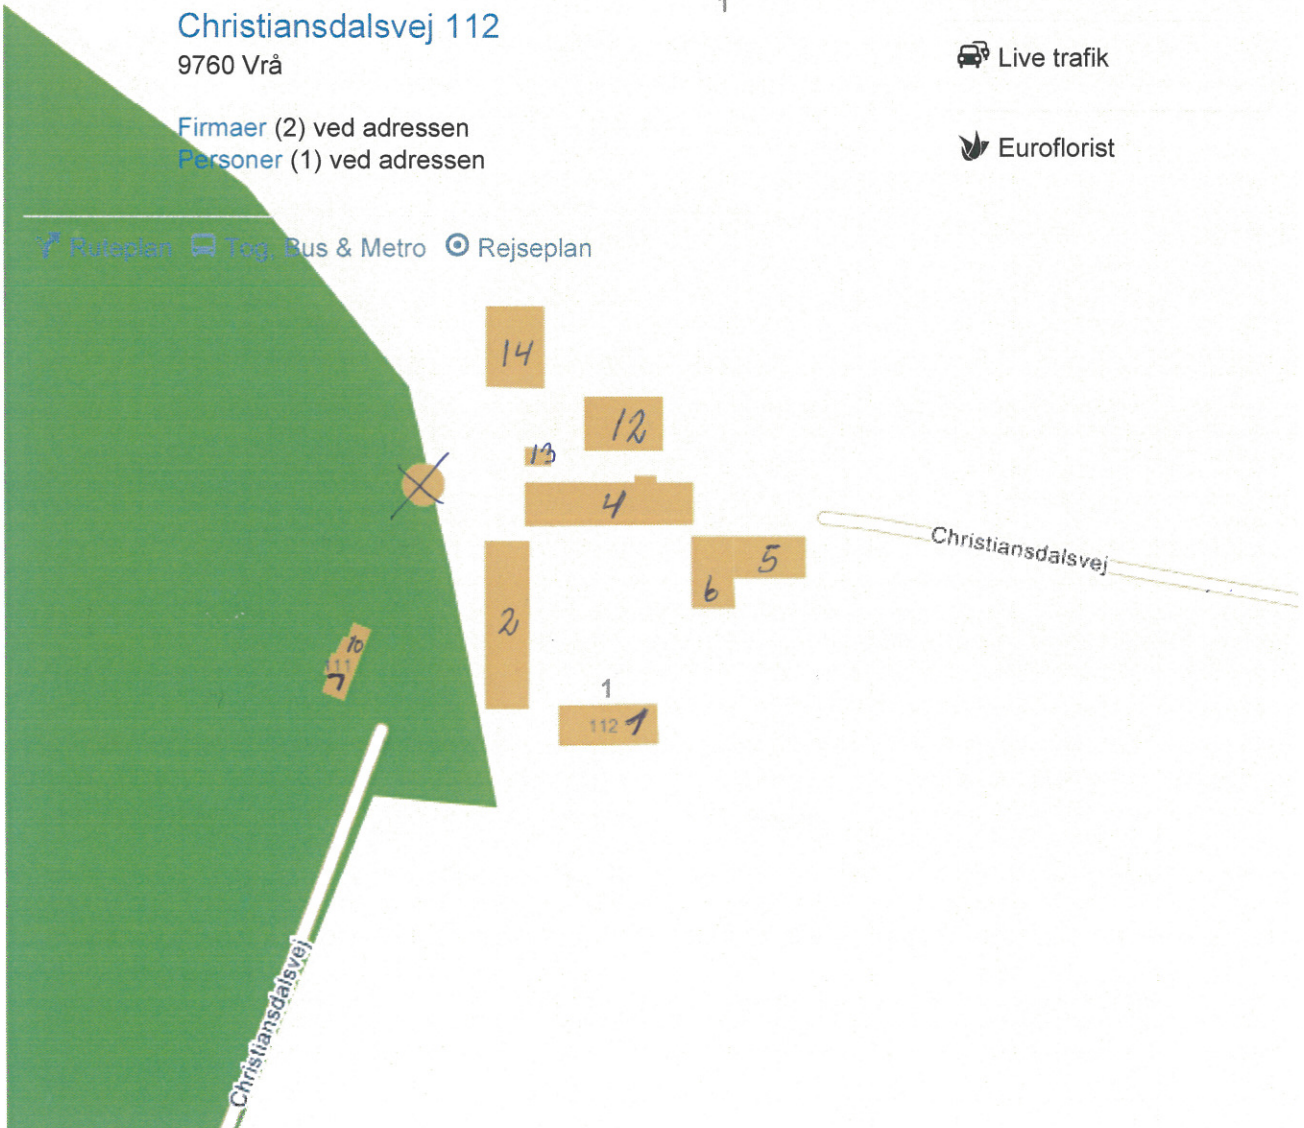 1
Christiansdalsvej 112
9760 Vrå
Live trafik
Firmaer (2) ved adressen
Personer (1) ved adressen
Euroflorist
Ruteplan Tog, Bus & Metro Rejseplan
14
12
13
4
Christiansdalsvej
5
6
2
10
111
7
1
112 1
Christiansdalsvej